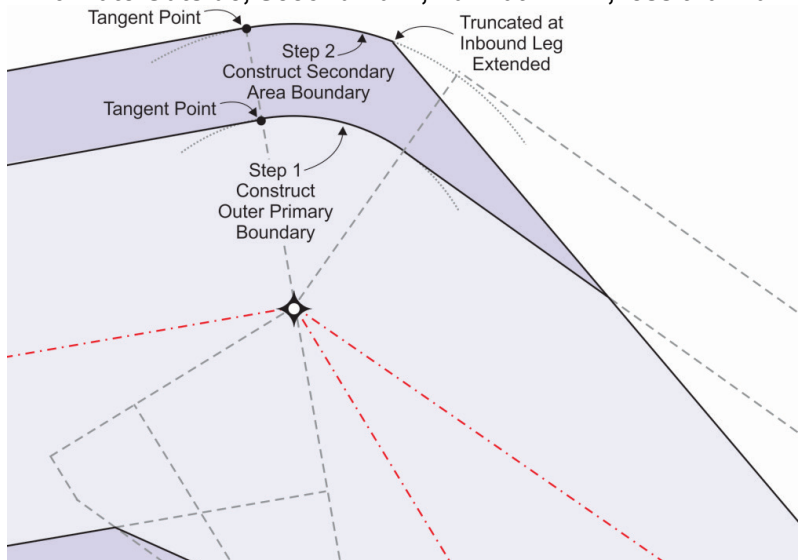 Tangent Point
Truncated at
Inbound Leg
Extended
Step 2
Construct Secondary
Area Boundary
Tangent Point
Step 1
Construct
Outer Primary
Boundary